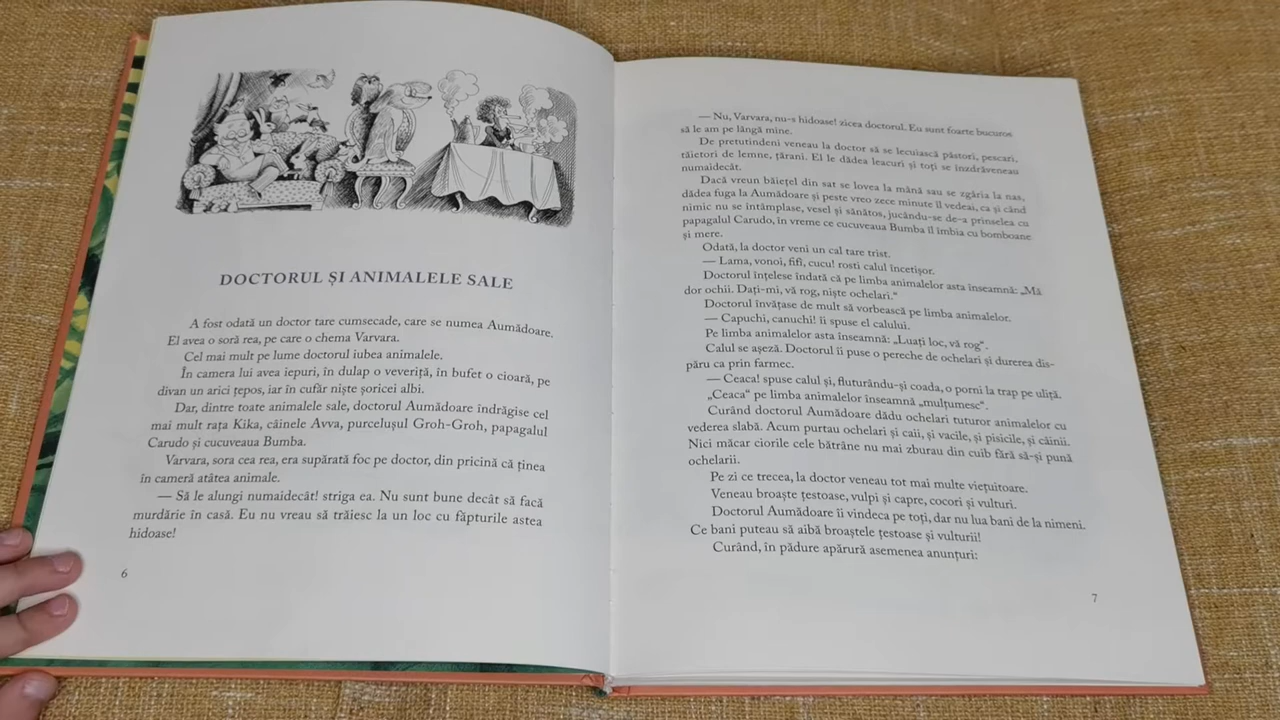 DOCTORUL ȘI ANIMALELE SALE
A fost odată un doctor tare cumsecade, care se numea Aumădoare.
El avea o soră rea, pe care o chema Varvara.
Cel mai mult pe lume doctorul iubea animalele.
În camera lui avea iepuri, în dulap o veveriță, în bufet o cioară, pe
divan un arici țepos, iar în cufăr niște șoricei albi.
Dar, dintre toate animalele sale, doctorul Aumădoare îndrăgise cel
mai mult rața Kika, câinele Avva, purcelușul Groh-Groh, papagalul
Carudo și cucuveaua Bumba.
Varvara, sora cea rea, era supărată foc pe doctor, din pricină că ținea
în cameră atâtea animale.
— Să le alungi numaidecât! striga ea. Nu sunt bune decât să facă
murdărie în casă. Eu nu vreau să trăiesc la un loc cu făpturile astea
hidoase!
6
— Nu, Varvara, nu-s hidoase! zicea doctorul. Eu sunt foarte bucuros
să le am pe lângă mine.
De pretutindeni veneau la doctor să se lecuiască păstori, pescari,
tăietori de lemne, țărani. El le dădea leacuri și toți se înzdrăveneau
numaidecât.
Dacă vreun băiețel din sat se lovea la mână sau se zgâria la nas,
dădea fuga la Aumădoare și peste vreo zece minute îl vedeai, ca și când
nimic nu se întâmplase, vesel și sănătos, jucându-se de-a prinselea cu
papagalul Carudo, în vreme ce cucuveaua Bumba îl îmbia cu bomboane
și mere.
Odată, la doctor veni un cal tare trist.
— Lama, vonoi, fifi, cucu! rosti calul încetișor.
Doctorul înțelese îndată că pe limba animalelor asta înseamnă: „Mă
dor ochii. Dați-mi, vă rog, niște ochelari.“
Doctorul învățase de mult să vorbească pe limba animalelor.
— Capuchi, canuchi! îi spuse el calului.
Pe limba animalelor asta înseamnă: „Luați loc, vă rog“.
Calul se așeză. Doctorul îi puse o pereche de ochelari și durerea dis-
păru ca prin farmec.
— Ceaca! spuse calul și, fluturându-și coada, o porni la trap pe uliță.
„Ceaca“ pe limba animalelor înseamnă „mulțumesc“.
Curând doctorul Aumădoare dădu ochelari tuturor animalelor cu
vederea slabă. Acum purtau ochelari și caii, și vacile, și pisicile, și câinii.
Nici măcar ciorile cele bătrâne nu mai zburau din cuib fără să-și pună
ochelarii.
Pe zi ce trecea, la doctor veneau tot mai multe viețuitoare.
Veneau broaște țestoase, vulpi și capre, cocori și vulturi.
Doctorul Aumădoare îi vindeca pe toți, dar nu lua bani de la nimeni.
Ce bani puteau să aibă broaștele țestoase și vulturii!
Curând, în pădure apărură asemenea anunțuri:
7